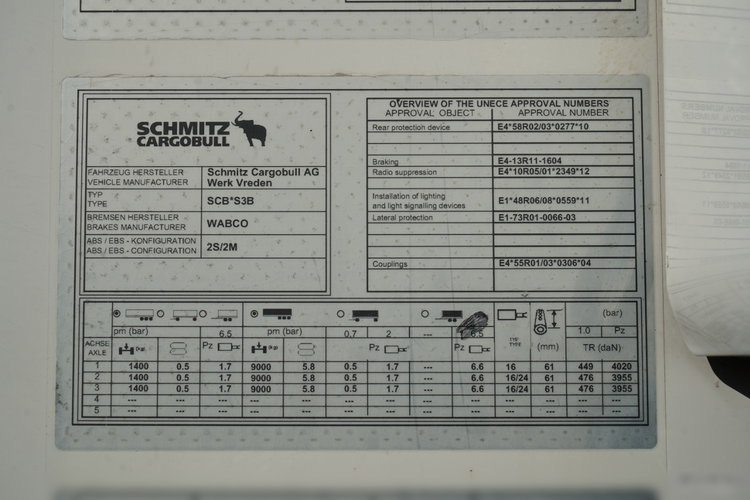 SCHMITZ
CARGOBULL
FAHRZEUG HERSTELLER
VEHICLE MANUFACTURER
Schmitz Cargobull AG
Werk Vreden
TYP
TYPE
SCB*S3B
BREMSEN HERSTELLER
BRAKES MANUFACTURER
WABCO
ABS / EBS - KONFIGURATION
ABS / EBS - CONFIGURATION
2S/2M
OVERVIEW OF THE UNECE APPROVAL NUMBERS
APPROVAL OBJECT APPROVAL NUMBER
Rear protection device E4*58R02/03*0277*10
Braking E4-13R11-1604
Radio suppression E4*10R05/01*2349*12
Installation of lighting
and light signalling devices E1*48R06/08*0559*11
Lateral protection E1-73R01-0066-03
Couplings E4*55R01/03*0306*04
(bar)
pm (bar) 6.5 pm (bar) 0.7 2 --- 6.5 1.0 Pz
ACHSE
AXLE
(kg) Pz (kg) Pz TYP
TYPE (mm) TR (daN)
1 1400 0.5 1.7 9000 5.8 0.5 1.7 --- 6.6 16 61 449 4020
2 1400 0.5 1.7 9000 5.8 0.5 1.7 --- 6.6 16/24 61 476 3955
3 1400 0.5 1.7 9000 5.8 0.5 1.7 --- 6.6 16/24 61 476 3955
4 --- --- --- --- --- --- --- --- --- --- --- --- ---
5 --- --- --- --- --- --- --- --- --- --- --- --- ---